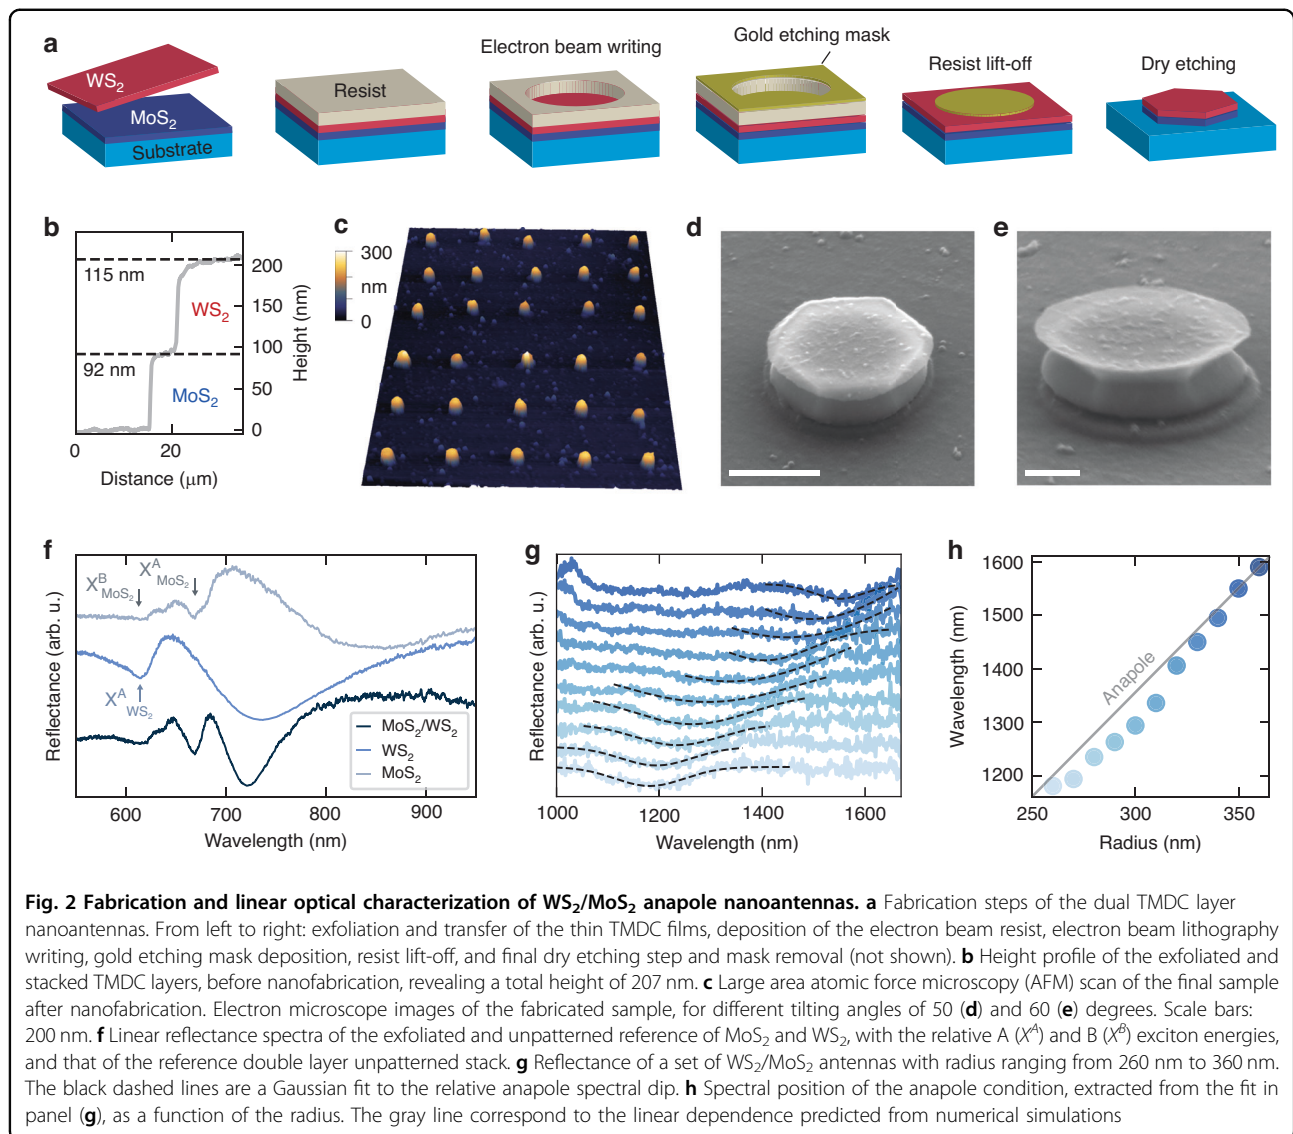 a
WS₂
MoS₂
Substrate
Resist
Electron beam writing
Gold etching mask
Resist lift-off
Dry etching
b
115 nm
WS₂
92 nm
MoS₂
200
150
100
50
0
Height (nm)
0
20
Distance (μm)
c
300
nm
0
d
e
f
Xᴮ MoS₂
Xᴬ MoS₂
Xᴬ WS₂
MoS₂/WS₂
WS₂
MoS₂
Reflectance (arb. u.)
600
700
800
900
Wavelength (nm)
g
Reflectance (arb. u.)
1000
1200
1400
1600
Wavelength (nm)
h
1600
1500
1400
1300
1200
Wavelength (nm)
Anapole
250
300
350
Radius (nm)
Fig. 2 Fabrication and linear optical characterization of WS₂/MoS₂ anapole nanoantennas. a Fabrication steps of the dual TMDC layer
nanoantennas. From left to right: exfoliation and transfer of the thin TMDC films, deposition of the electron beam resist, electron beam lithography
writing, gold etching mask deposition, resist lift-off, and final dry etching step and mask removal (not shown). b Height profile of the exfoliated and
stacked TMDC layers, before nanofabrication, revealing a total height of 207 nm. c Large area atomic force microscopy (AFM) scan of the final sample
after nanofabrication. Electron microscope images of the fabricated sample, for different tilting angles of 50 (d) and 60 (e) degrees. Scale bars:
200 nm. f Linear reflectance spectra of the exfoliated and unpatterned reference of MoS₂ and WS₂, with the relative A (Xᴬ) and B (Xᴮ) exciton energies,
and that of the reference double layer unpatterned stack. g Reflectance of a set of WS₂/MoS₂ antennas with radius ranging from 260 nm to 360 nm.
The black dashed lines are a Gaussian fit to the relative anapole spectral dip. h Spectral position of the anapole condition, extracted from the fit in
panel (g), as a function of the radius. The gray line correspond to the linear dependence predicted from numerical simulations